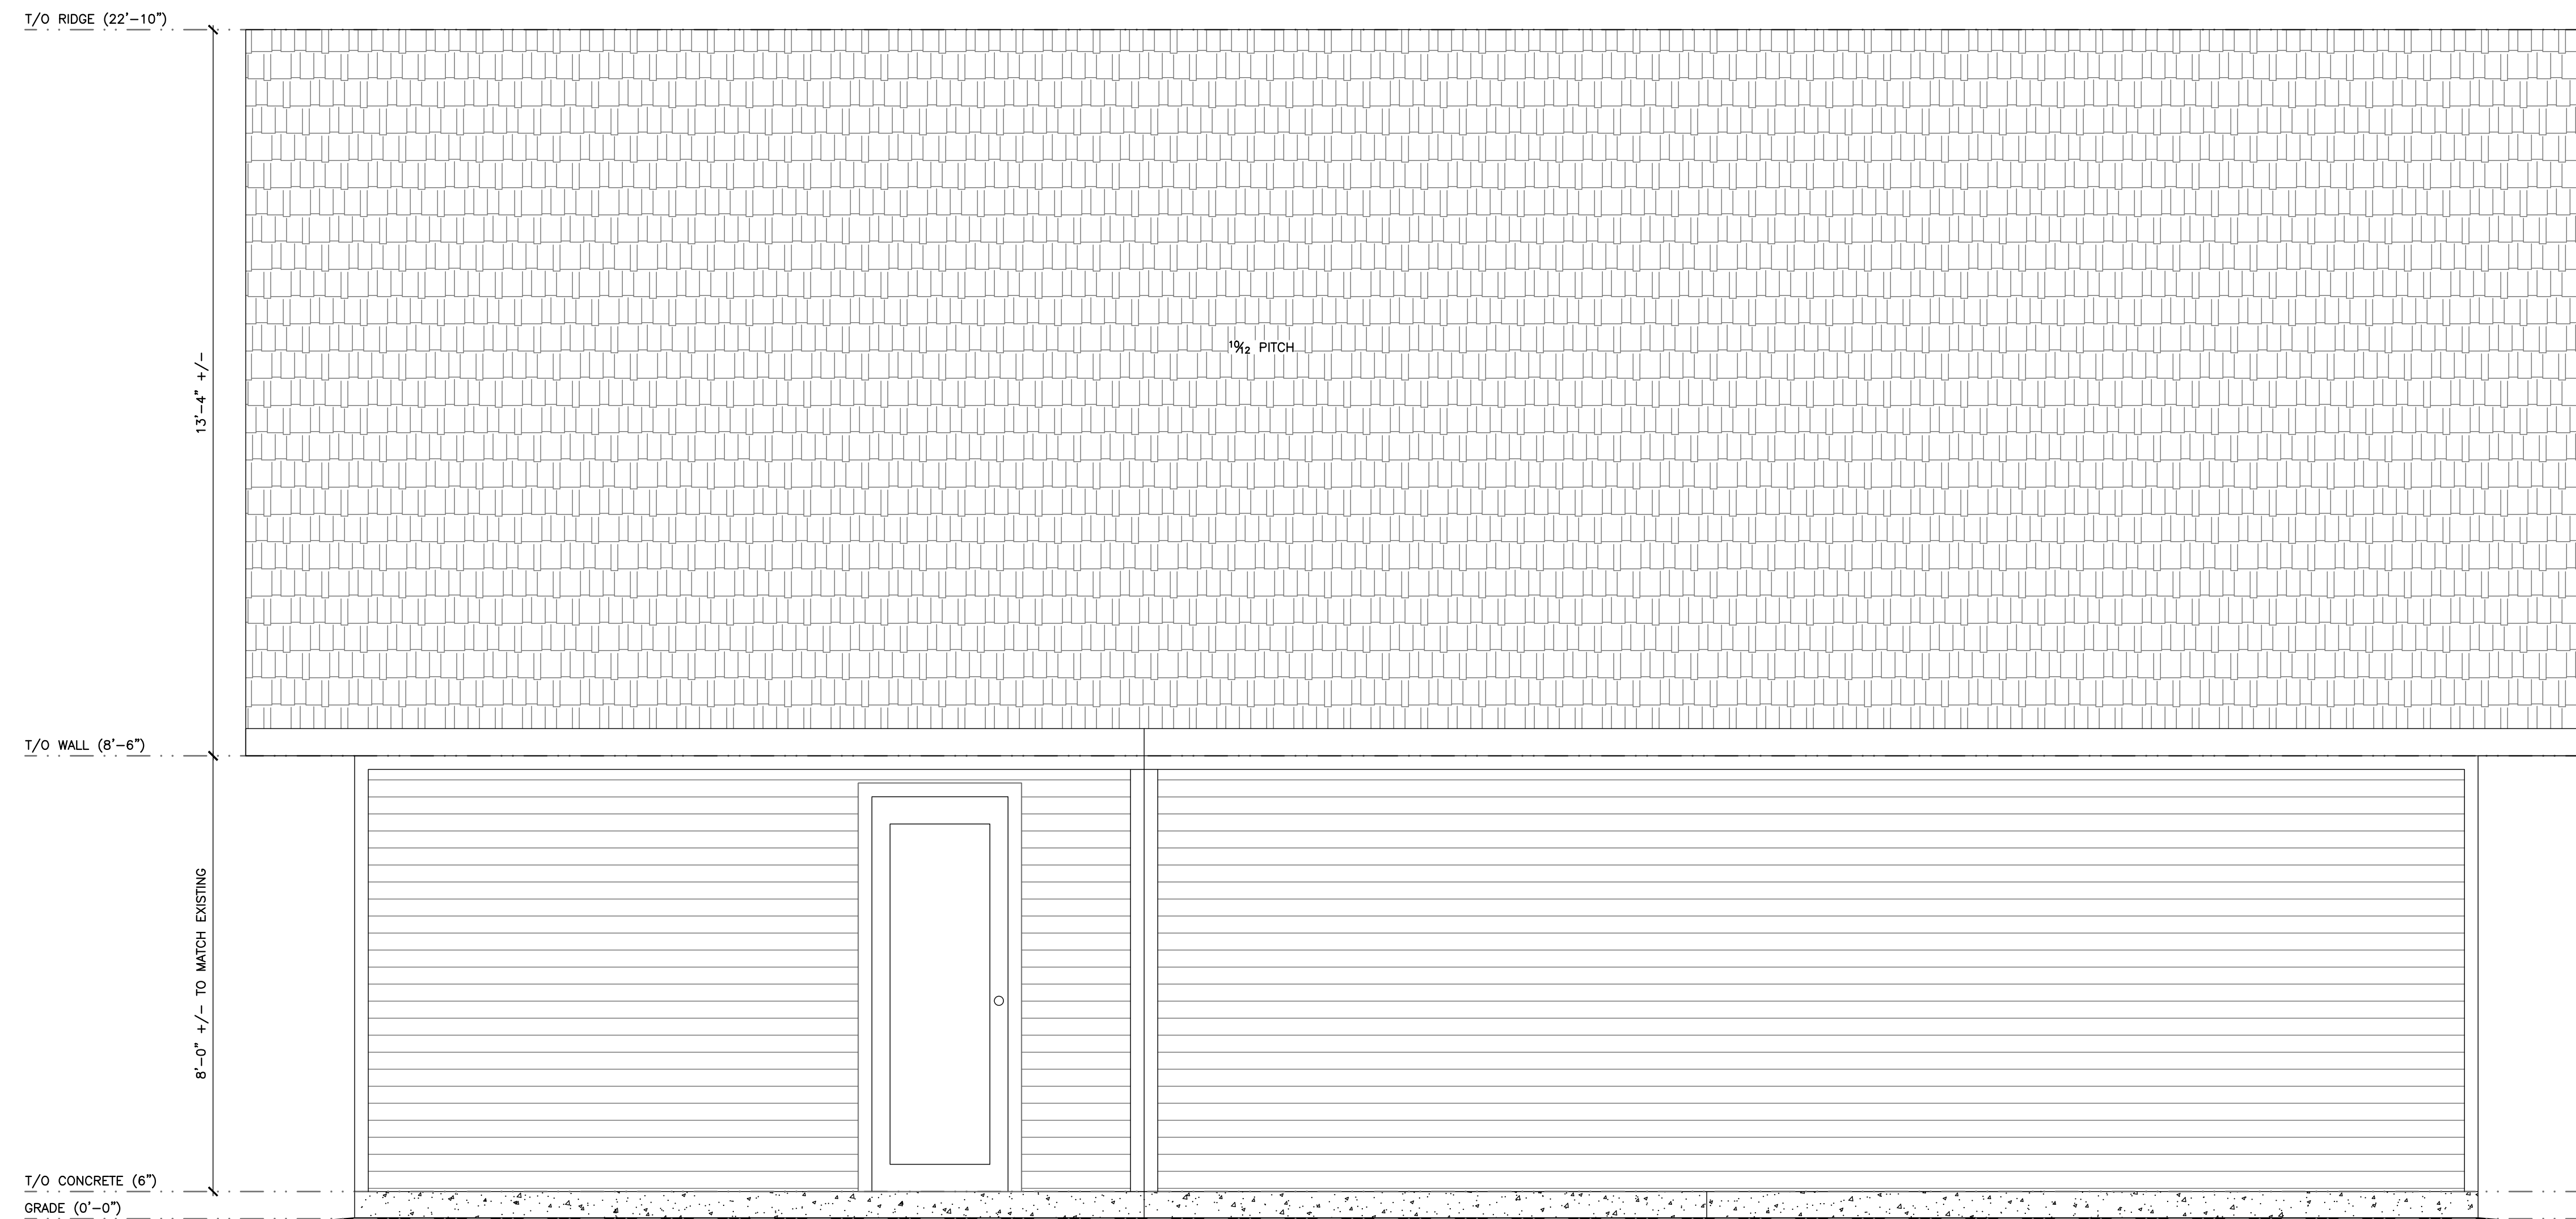 T/O RIDGE (22'-10")
13'-4" +/-
10/12 PITCH
T/O WALL (8'-6")
8'-0" +/- TO MATCH EXISTING
T/O CONCRETE (6")
GRADE (0'-0")